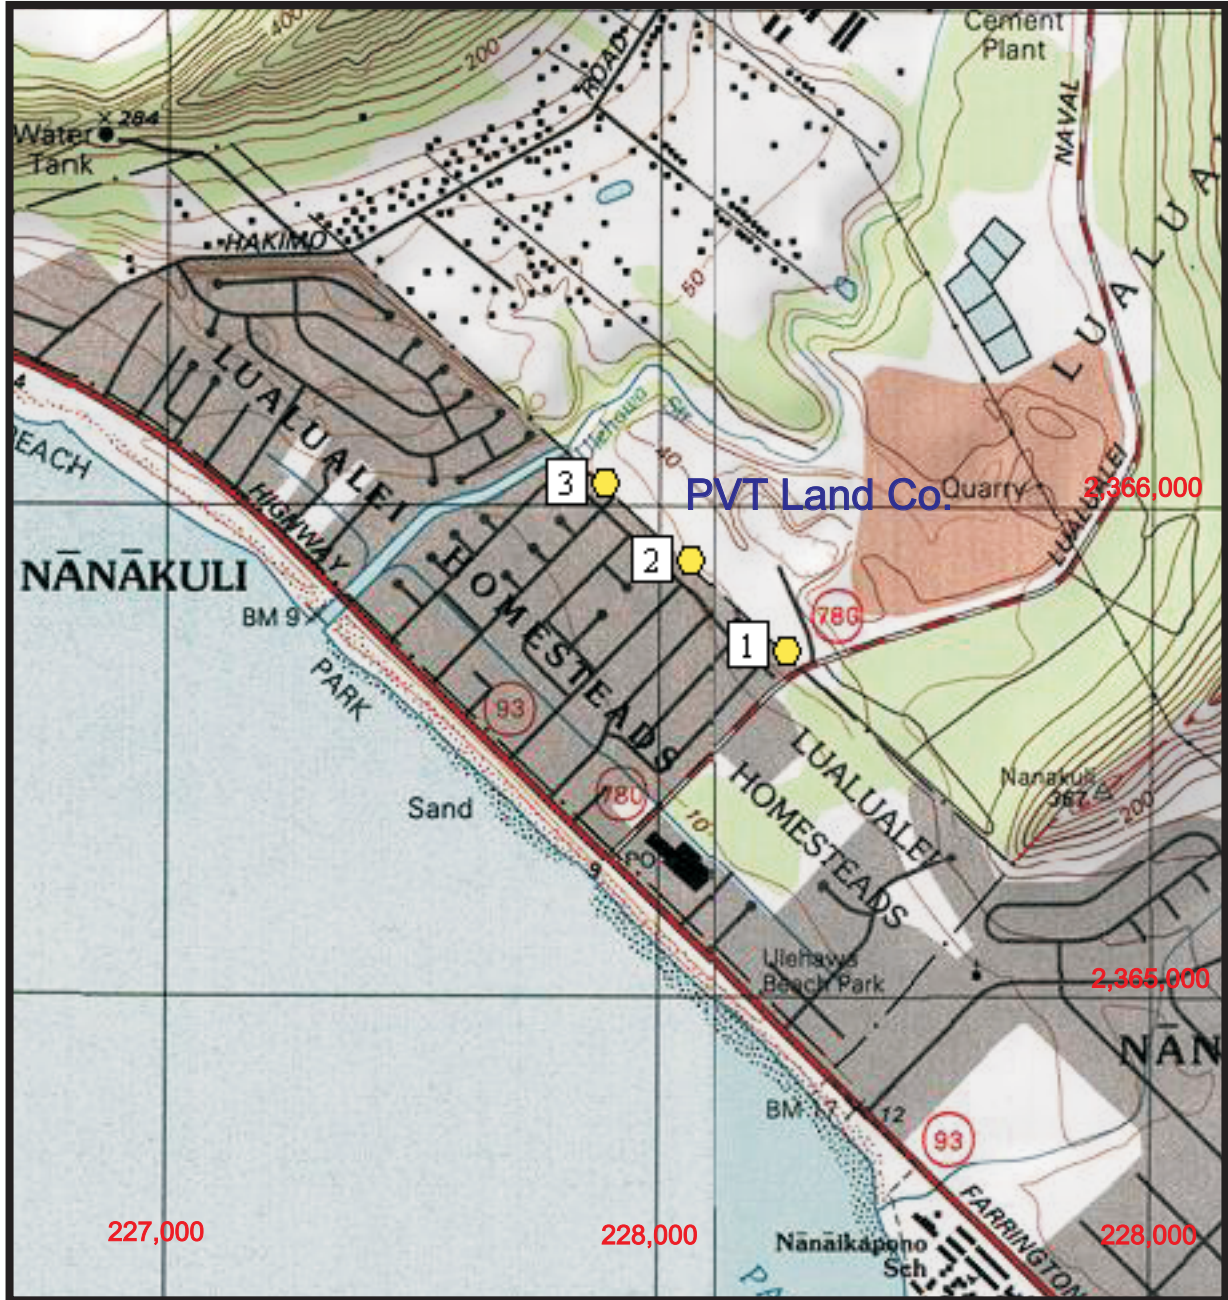 400
200
Cement
Plant
ROAD
NAVAL
284
Water
Tank
LUALUA
HAKIMO
50
LUALUALEI
BEACH
HIGHWAY
Ulehawa Str
40
3
PVT Land Co.
Quarry
2,366,000
LUALUALEI
NĀNĀKULI
2
HOMESTEADS
BM 9
780
1
PARK
93
LUALUALEI
HOMESTEADS
Nanakuli
367
200
780
Sand
10
PO
9
Ulehawa
Beach Park
2,365,000
NĀN
BM 17
12
93
FARRINGTON
227,000
228,000
228,000
Nānāikapono
Sch
PA